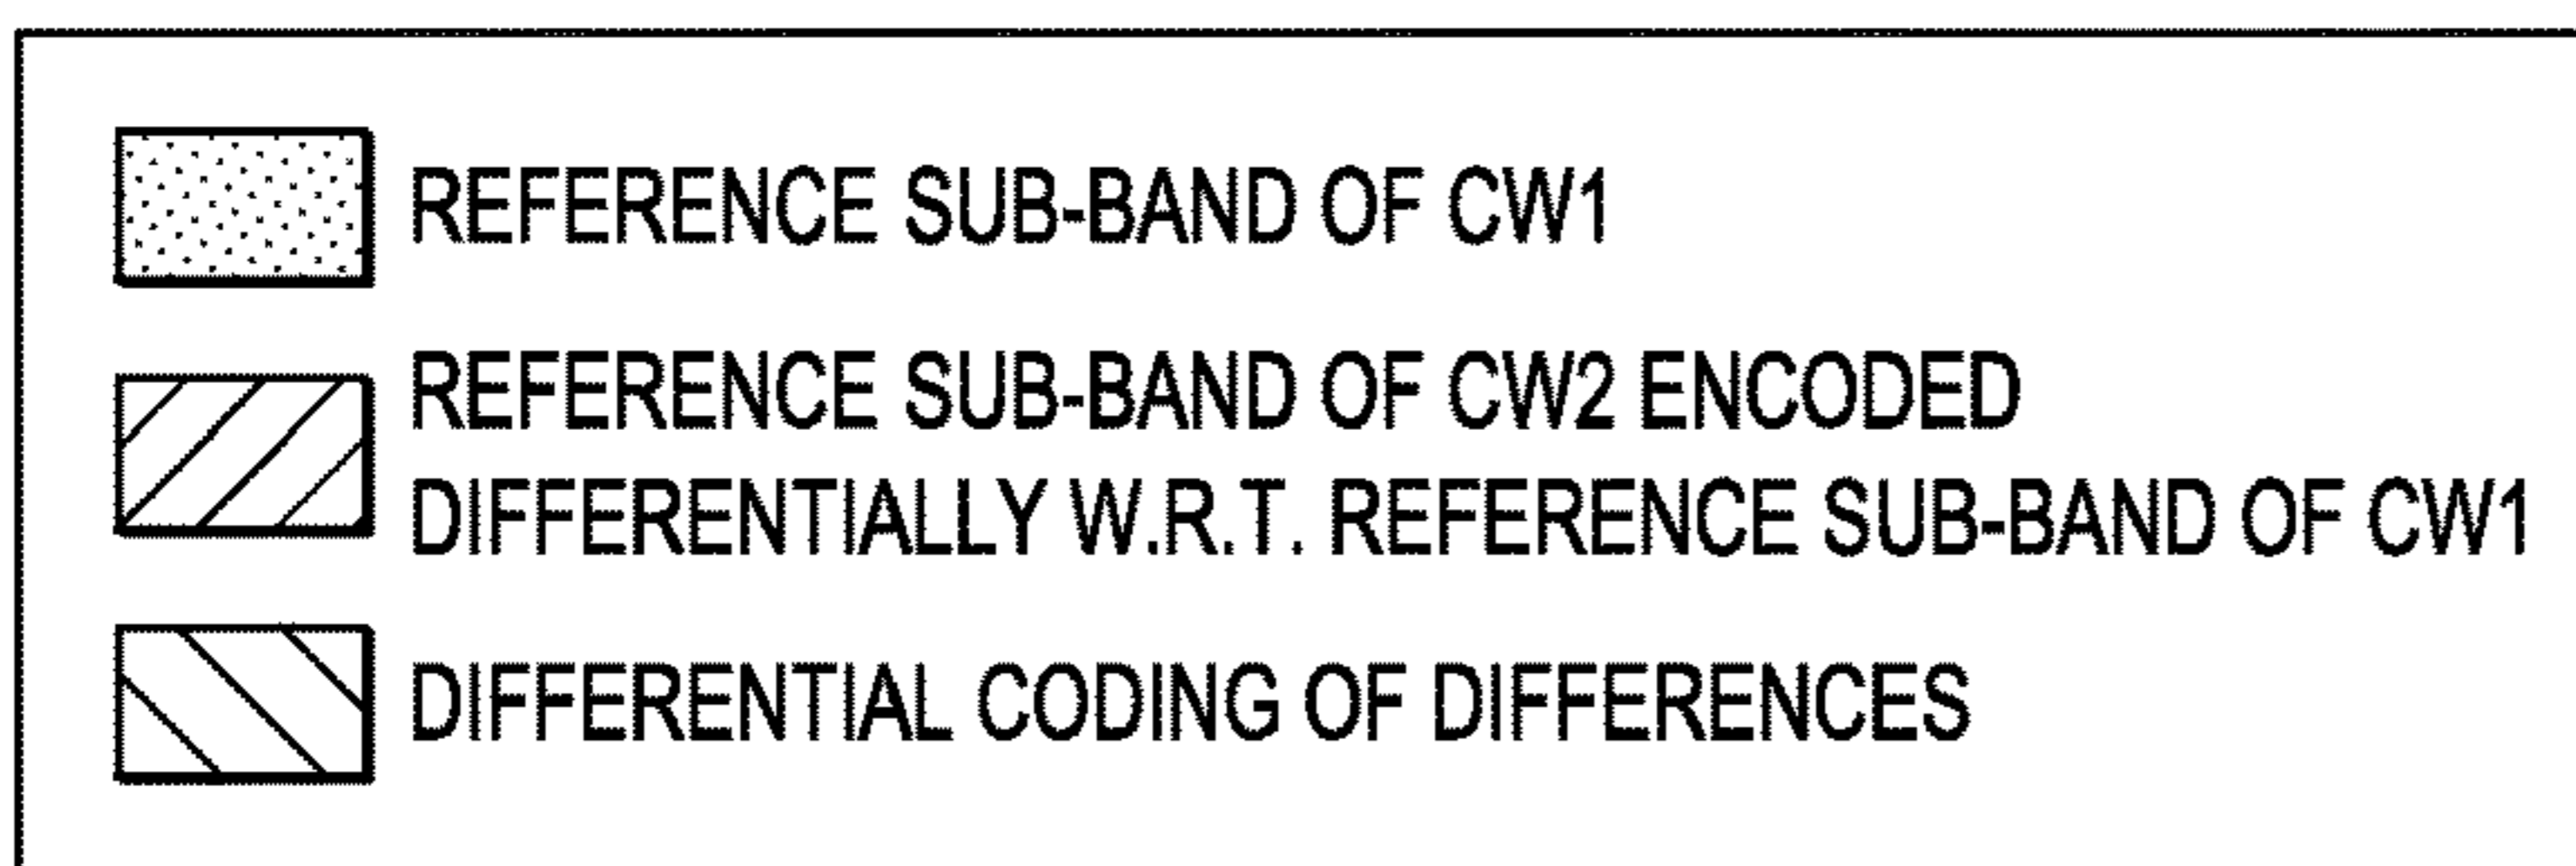 REFERENCE SUB-BAND OF CW1
REFERENCE SUB-BAND OF CW2 ENCODED
DIFFERENTIALLY W.R.T. REFERENCE SUB-BAND OF CW1
DIFFERENTIAL CODING OF DIFFERENCES